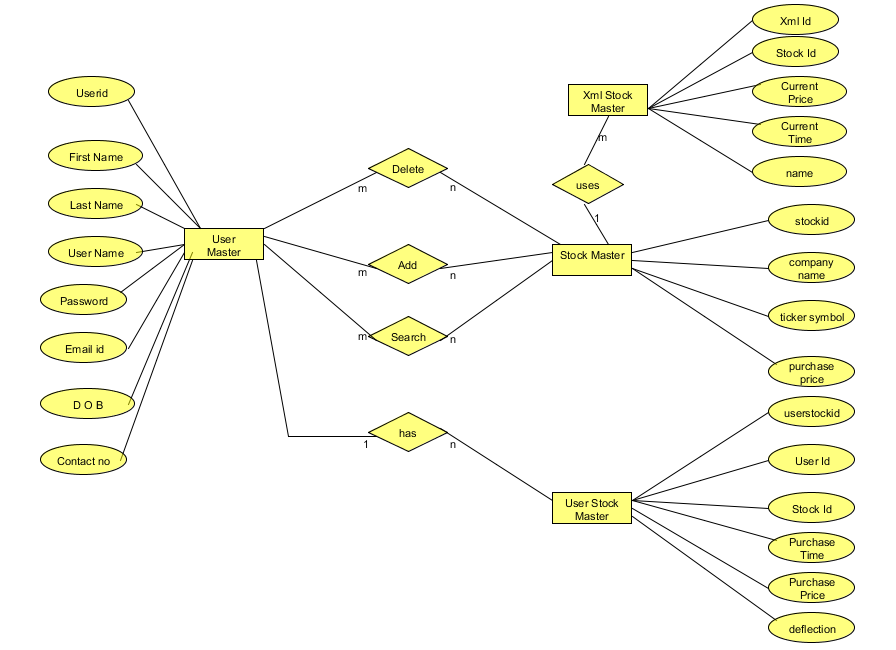 Xml Id
Stock Id
Current
Price
Current
Time
name
Xml Stock
Master
m
uses
1
Userid
First Name
Last Name
User Name
Password
Email id
D O B
Contact no
User
Master
m
Delete
n
m
Add
n
m
Search
n
1
has
n
Stock Master
stockid
company
name
ticker symbol
purchase
price
User Stock
Master
userstockid
User Id
Stock Id
Purchase
Time
Purchase
Price
deflection